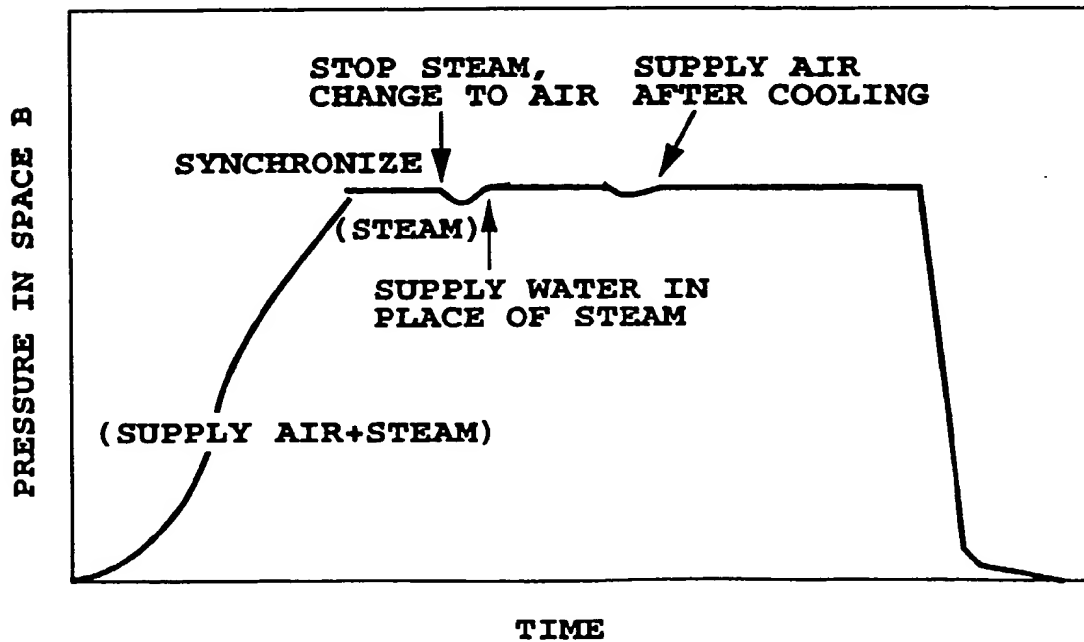 STOP STEAM,
CHANGE TO AIR
SUPPLY AIR
AFTER COOLING
SYNCHRONIZE
(STEAM)
SUPPLY WATER IN
PLACE OF STEAM
(SUPPLY AIR+STEAM)
PRESSURE IN SPACE B
TIME